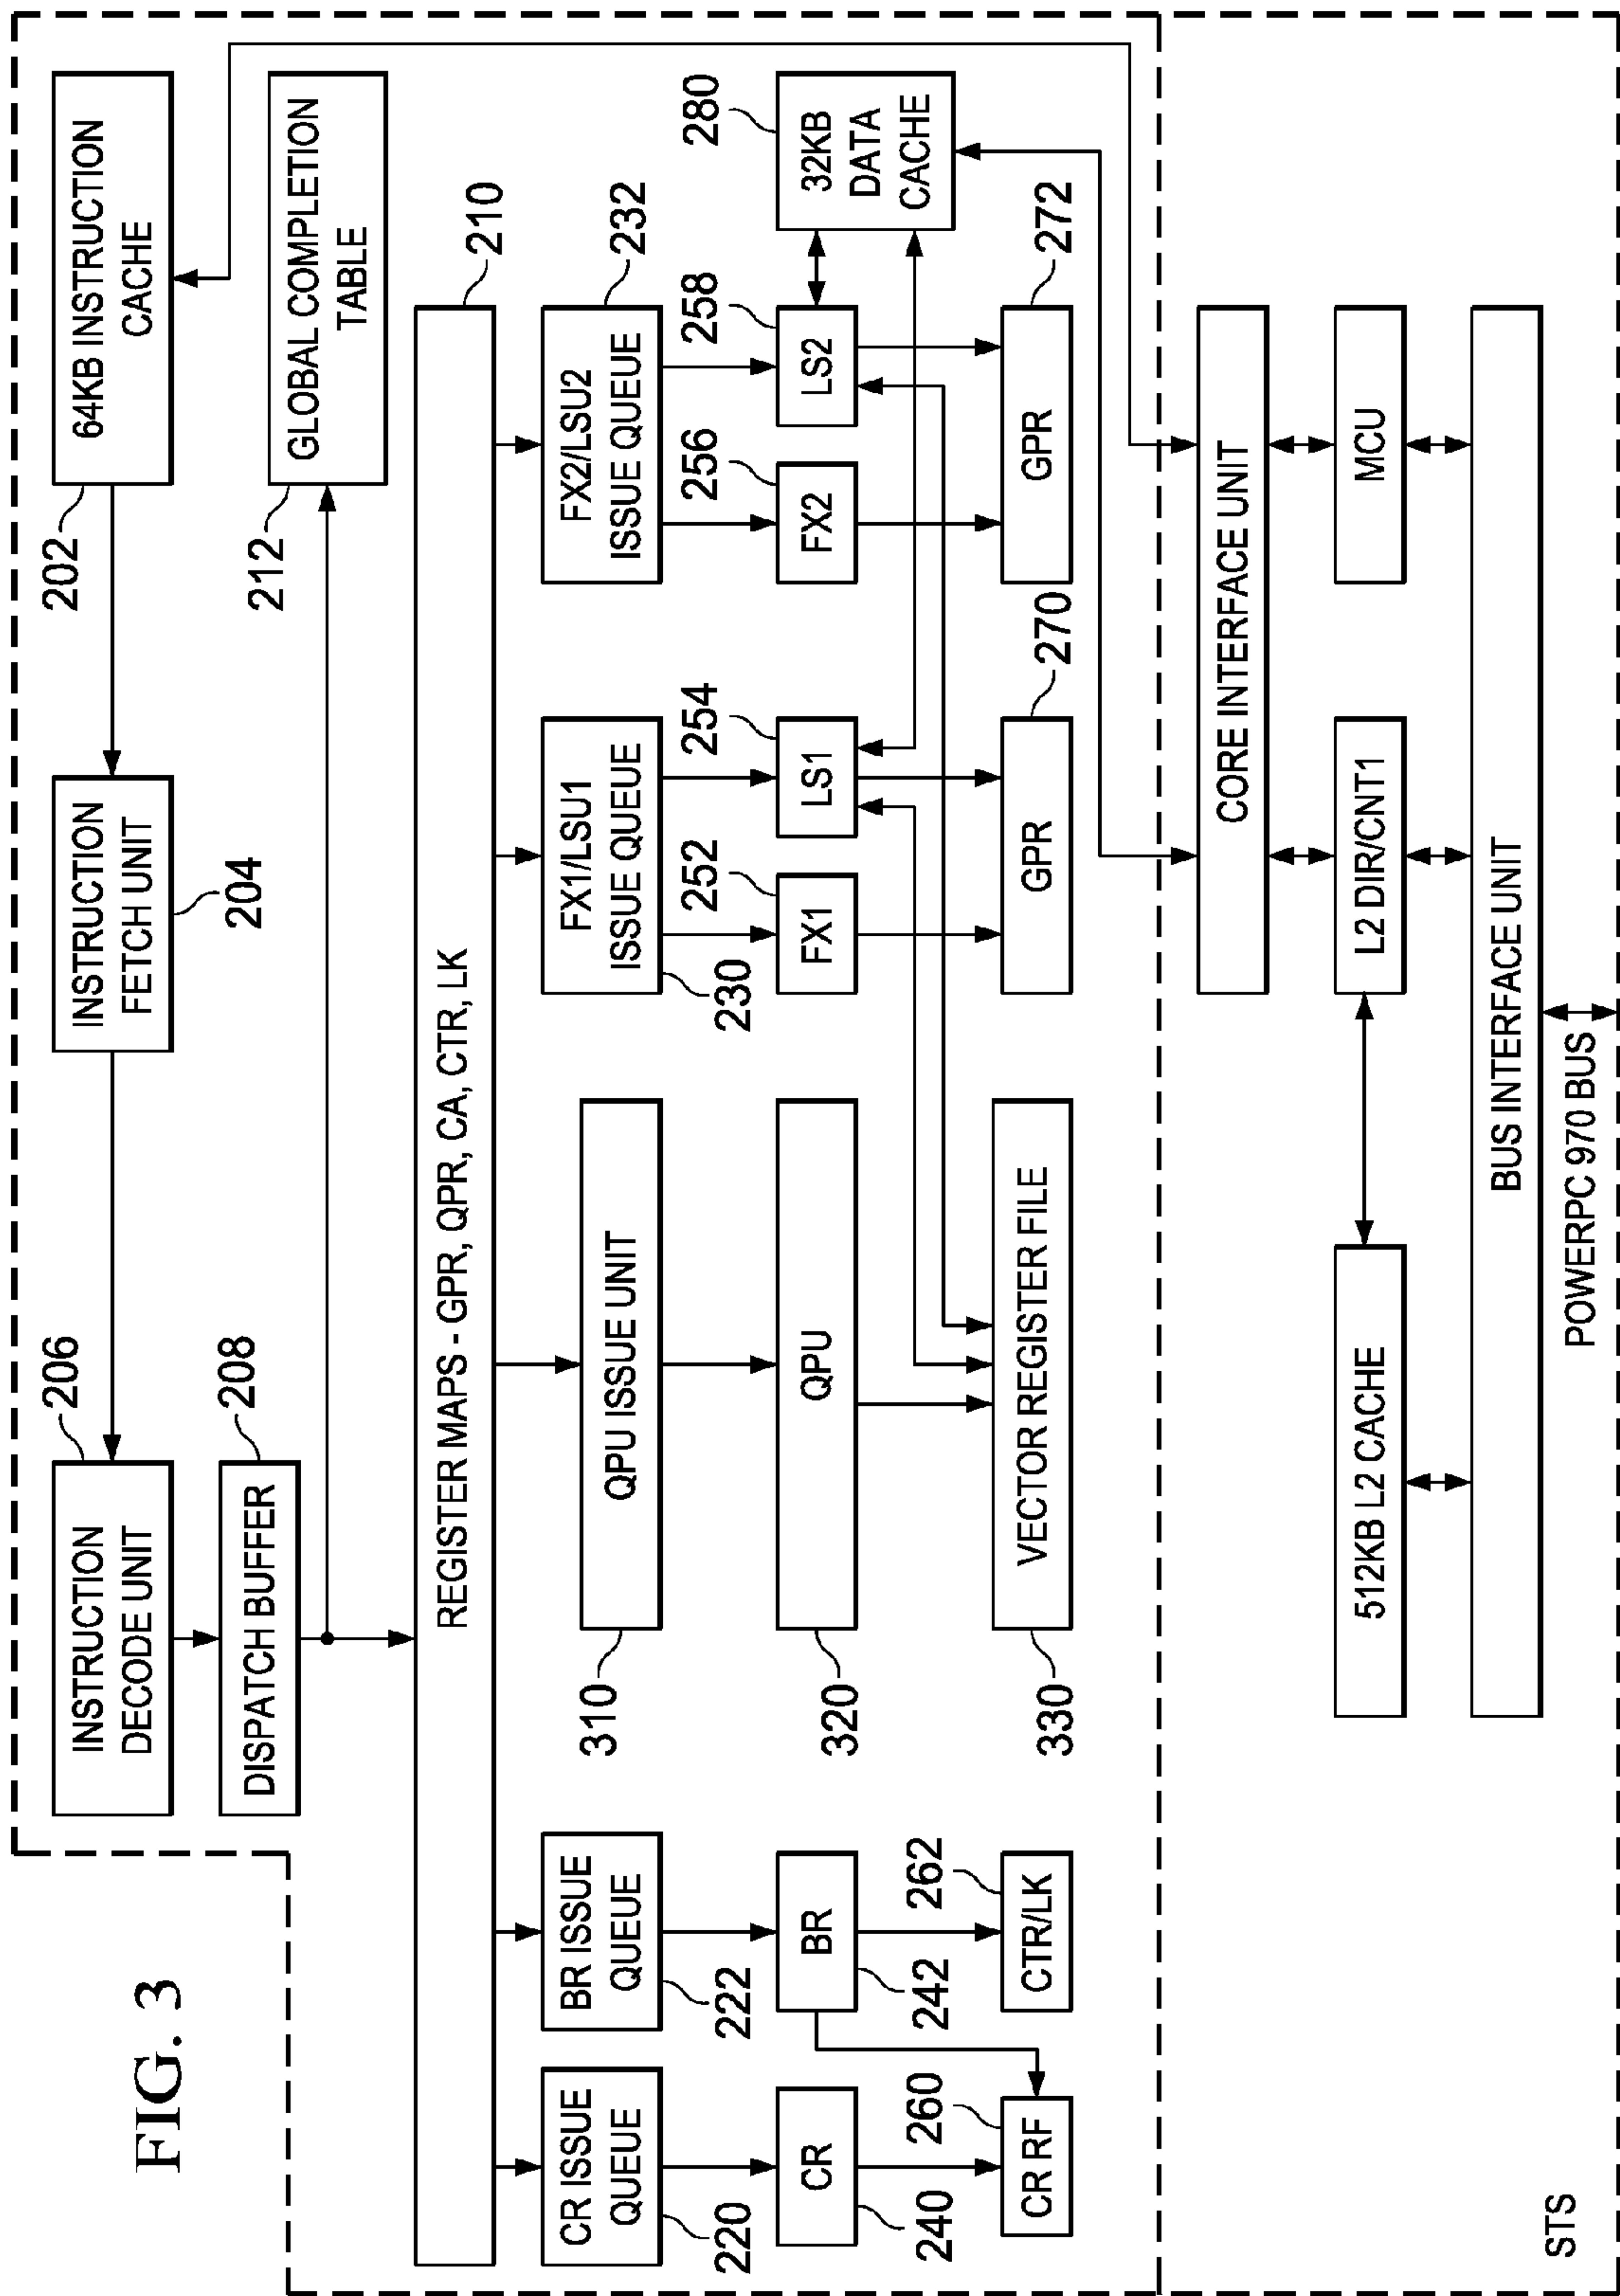 FIG. 3
INSTRUCTION
DECODE UNIT
206
INSTRUCTION
FETCH UNIT
204
64KB INSTRUCTION
CACHE
202
DISPATCH BUFFER
208
GLOBAL COMPLETION
TABLE
212
REGISTER MAPS - GPR, QPR, CA, CTR, LK
210
CR ISSUE
QUEUE
220
BR ISSUE
QUEUE
222
QPU ISSUE UNIT
310
FX1/LSU1
ISSUE QUEUE
230
FX2/LSU2
ISSUE QUEUE
232
CR
240
BR
242
QPU
320
FX1
252
LS1
254
FX2
256
LS2
258
32KB
DATA
CACHE
280
CR RF
260
CTR/LK
262
VECTOR REGISTER FILE
330
GPR
270
GPR
272
CORE INTERFACE UNIT
512KB L2 CACHE
L2 DIR/CNT1
MCU
BUS INTERFACE UNIT
POWERPC 970 BUS
STS